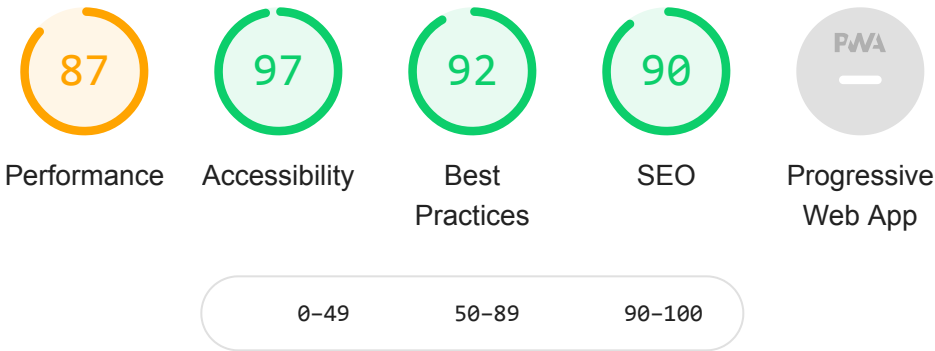 87 97 92 90 PWA
Performance Accessibility Best Practices SEO Progressive Web App
0–49 50–89 90–100